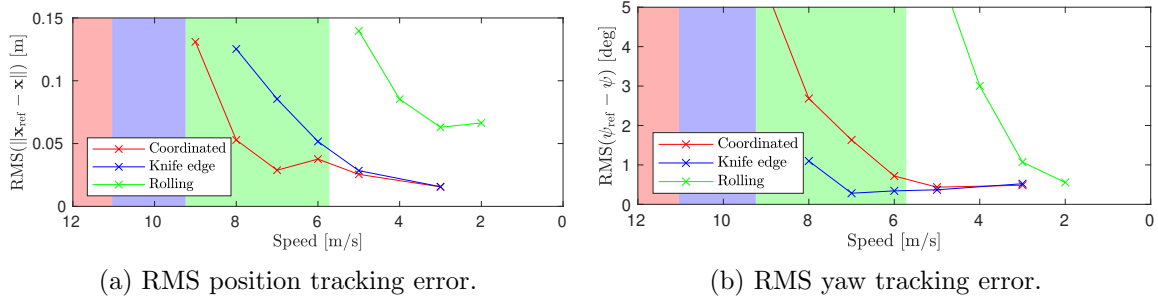 0.15
0.1
0.05
0
RMS(‖x_ref − x‖) [m]
Coordinated
Knife edge
Rolling
12 10 8 6 4 2 0
Speed [m/s]
(a) RMS position tracking error.
5
4
3
2
1
0
RMS(ψ_ref − ψ) [deg]
Coordinated
Knife edge
Rolling
12 10 8 6 4 2 0
Speed [m/s]
(b) RMS yaw tracking error.